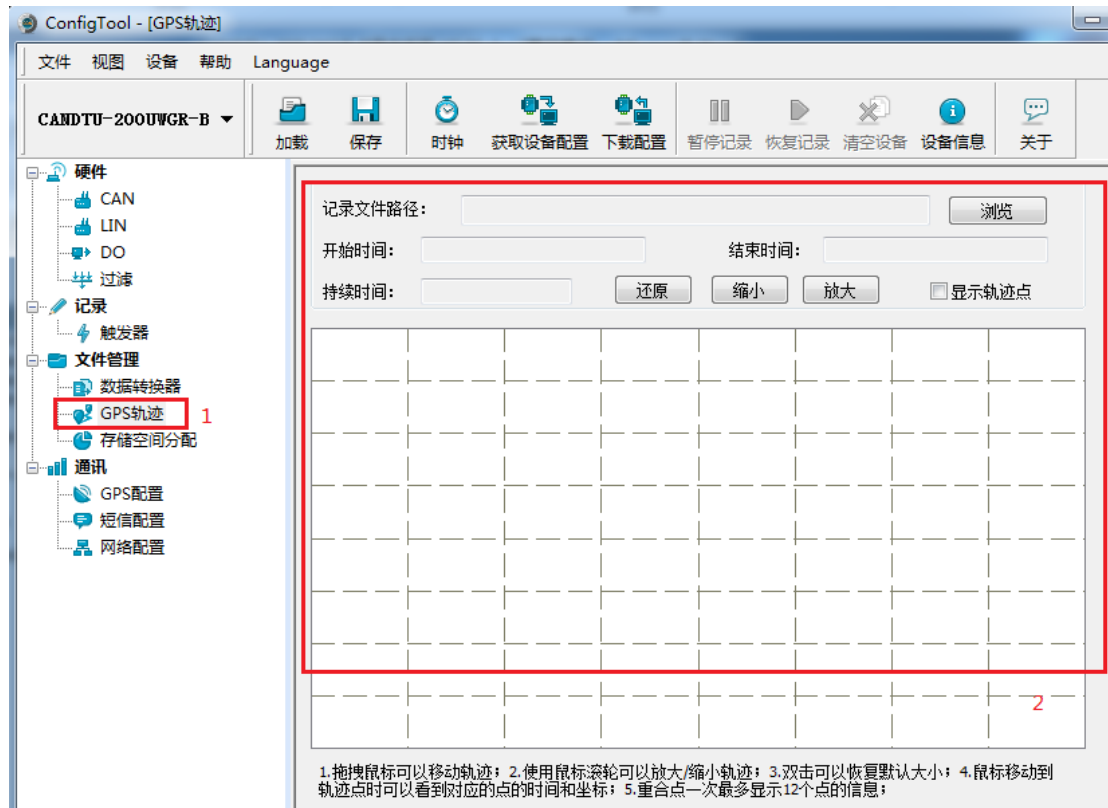 ConfigTool - [GPS轨迹]
文件 视图 设备 帮助 Language
CANDTU-200UWGR-B 加载 保存 时钟 获取设备配置 下载配置 暂停记录 恢复记录 清空设备 设备信息 关于
硬件
CAN
LIN
DO
过滤
记录
触发器
文件管理
数据转换器
GPS轨迹 1
存储空间分配
通讯
GPS配置
短信配置
网络配置
记录文件路径： 浏览
开始时间： 结束时间：
持续时间： 还原 缩小 放大 显示轨迹点
2
1.拖拽鼠标可以移动轨迹；2.使用鼠标滚轮可以放大/缩小轨迹；3.双击可以恢复默认大小；4.鼠标移动到
轨迹点时可以看到对应的点的时间和坐标；5.重合点一次最多显示12个点的信息；